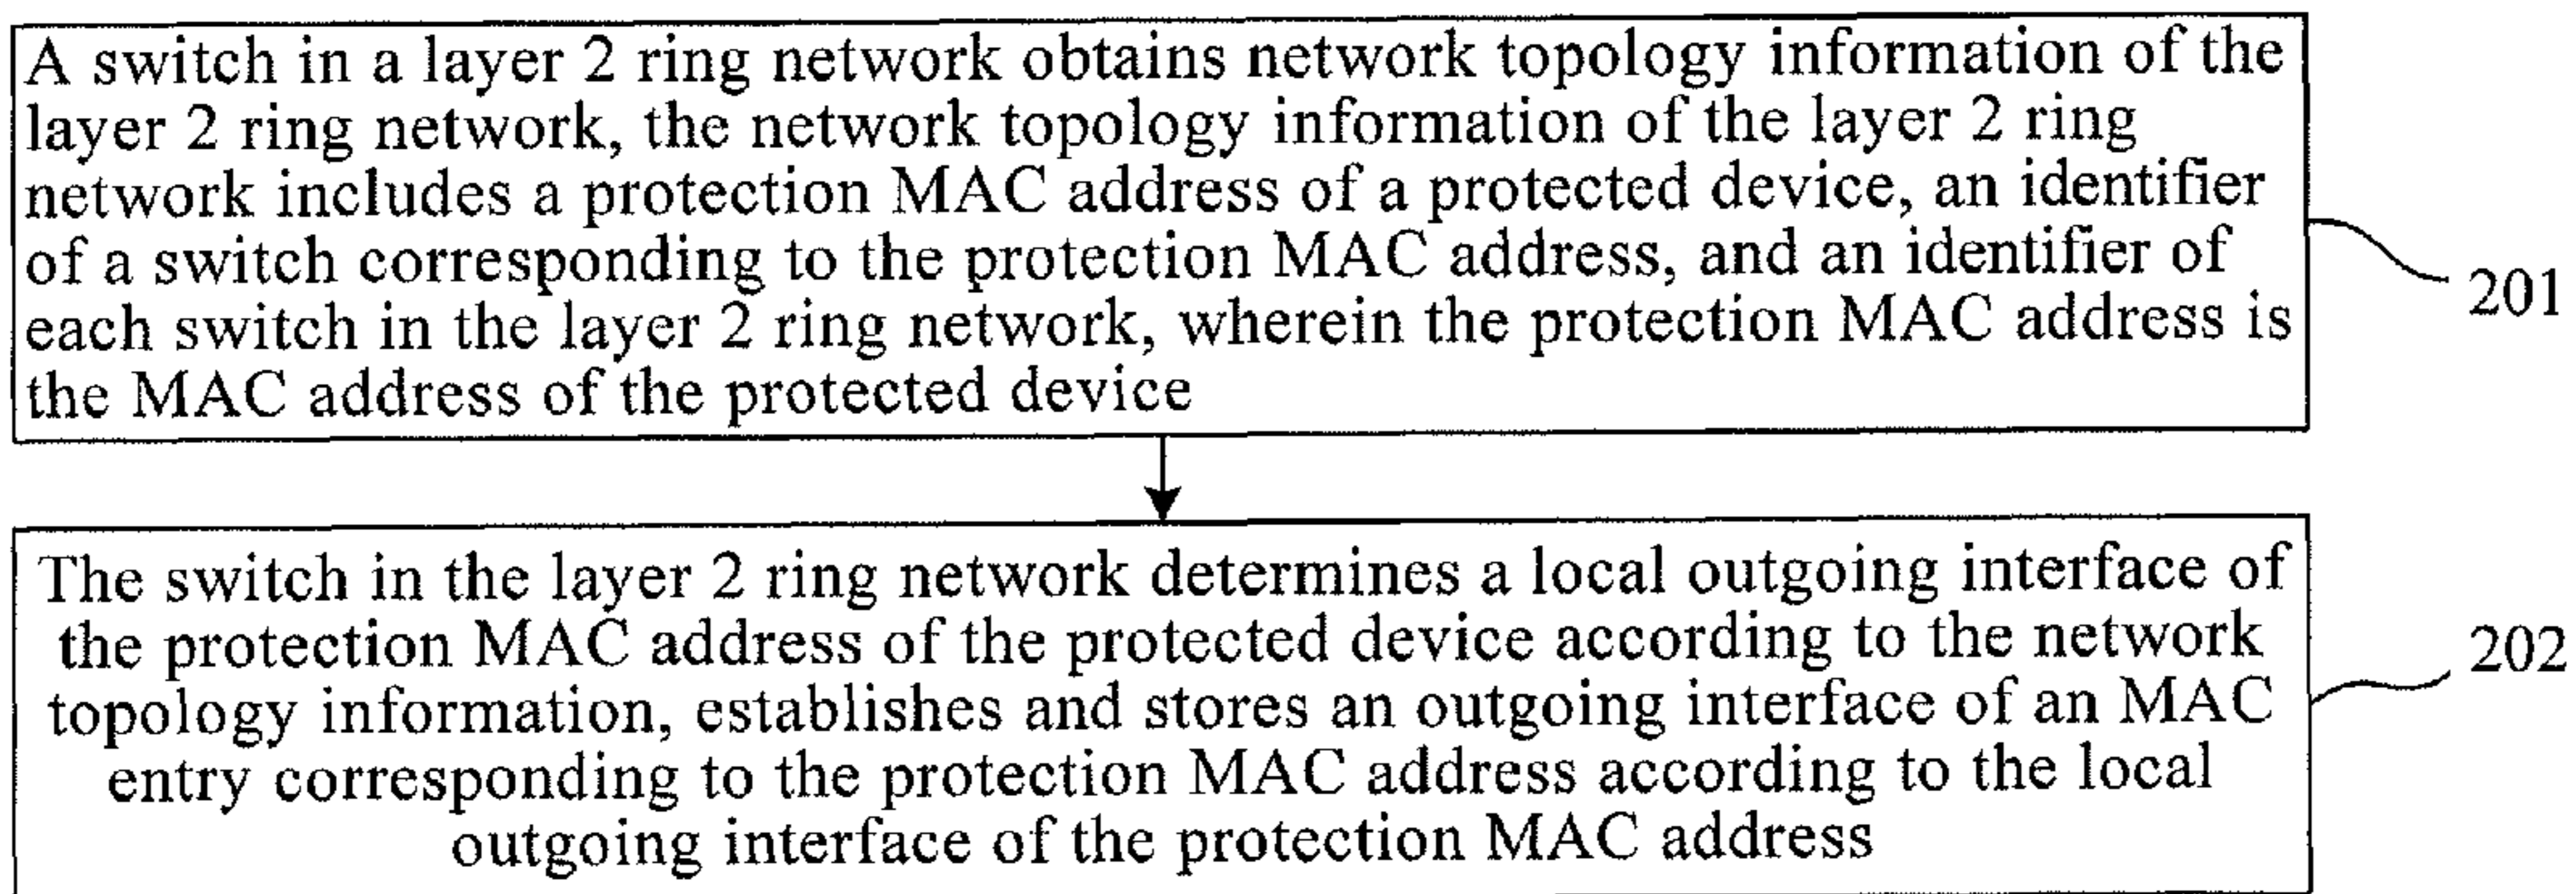 A switch in a layer 2 ring network obtains network topology information of the
layer 2 ring network, the network topology information of the layer 2 ring
network includes a protection MAC address of a protected device, an identifier
of a switch corresponding to the protection MAC address, and an identifier of
each switch in the layer 2 ring network, wherein the protection MAC address is
the MAC address of the protected device
201
The switch in the layer 2 ring network determines a local outgoing interface of
the protection MAC address of the protected device according to the network
topology information, establishes and stores an outgoing interface of an MAC
entry corresponding to the protection MAC address according to the local
outgoing interface of the protection MAC address
202